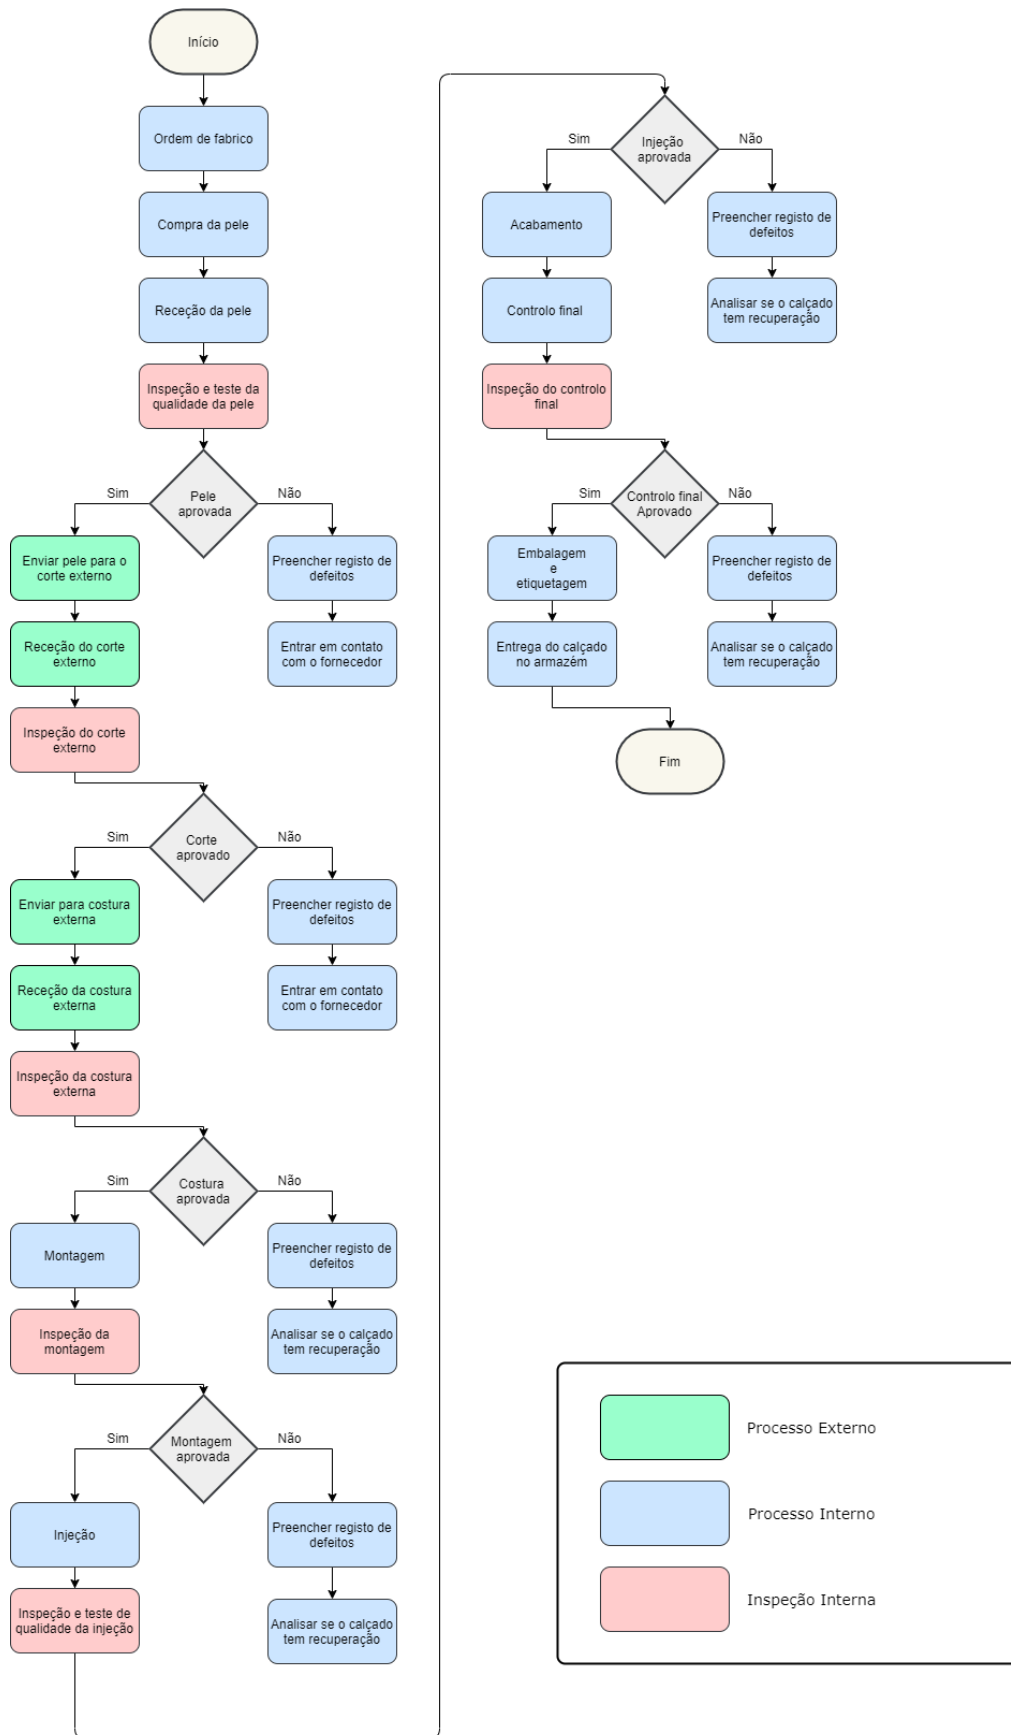 Início
Ordem de fabrico
Compra da pele
Receção da pele
Inspeção e teste da
qualidade da pele
Pele
aprovada
Sim
Não
Enviar pele para o
corte externo
Preencher registo de
defeitos
Receção do corte
externo
Entrar em contato
com o fornecedor
Inspeção do corte
externo
Corte
aprovado
Sim
Não
Enviar para costura
externa
Preencher registo de
defeitos
Receção da costura
externa
Entrar em contato
com o fornecedor
Inspeção da costura
externa
Costura
aprovada
Sim
Não
Montagem
Preencher registo de
defeitos
Inspeção da
montagem
Analisar se o calçado
tem recuperação
Montagem
aprovada
Sim
Não
Injeção
Preencher registo de
defeitos
Inspeção e teste de
qualidade da injeção
Analisar se o calçado
tem recuperação
Injeção
aprovada
Sim
Não
Acabamento
Preencher registo de
defeitos
Controlo final
Analisar se o calçado
tem recuperação
Inspeção do controlo
final
Controlo final
Aprovado
Sim
Não
Embalagem
e
etiquetagem
Preencher registo de
defeitos
Entrega do calçado
no armazém
Analisar se o calçado
tem recuperação
Fim
Processo Externo
Processo Interno
Inspeção Interna